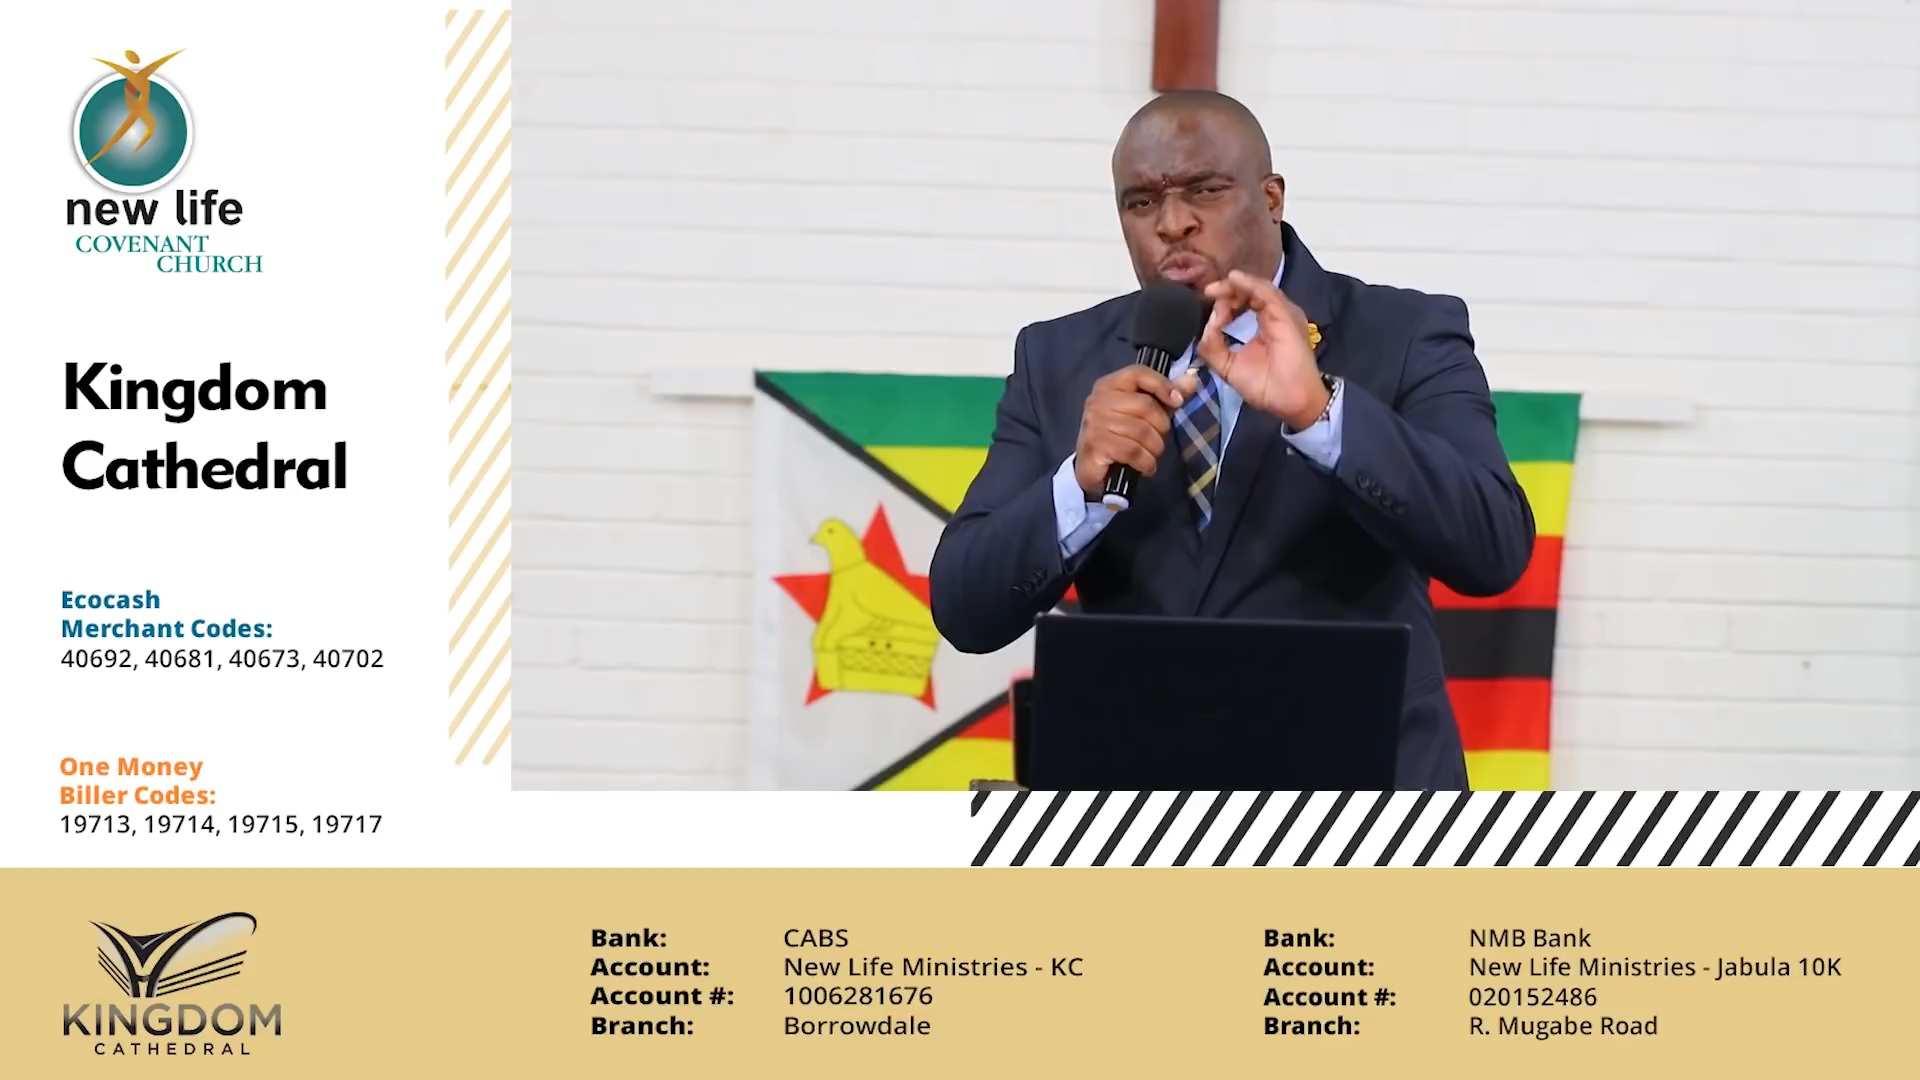 new life
COVENANT
CHURCH
Kingdom
Cathedral
Ecocash
Merchant Codes:
40692, 40681, 40673, 40702
One Money
Biller Codes:
19713, 19714, 19715, 19717
KINGDOM
CATHEDRAL
Bank: CABS
Account: New Life Ministries - KC
Account #: 1006281676
Branch: Borrowdale
Bank: NMB Bank
Account: New Life Ministries - Jabula 10K
Account #: 020152486
Branch: R. Mugabe Road